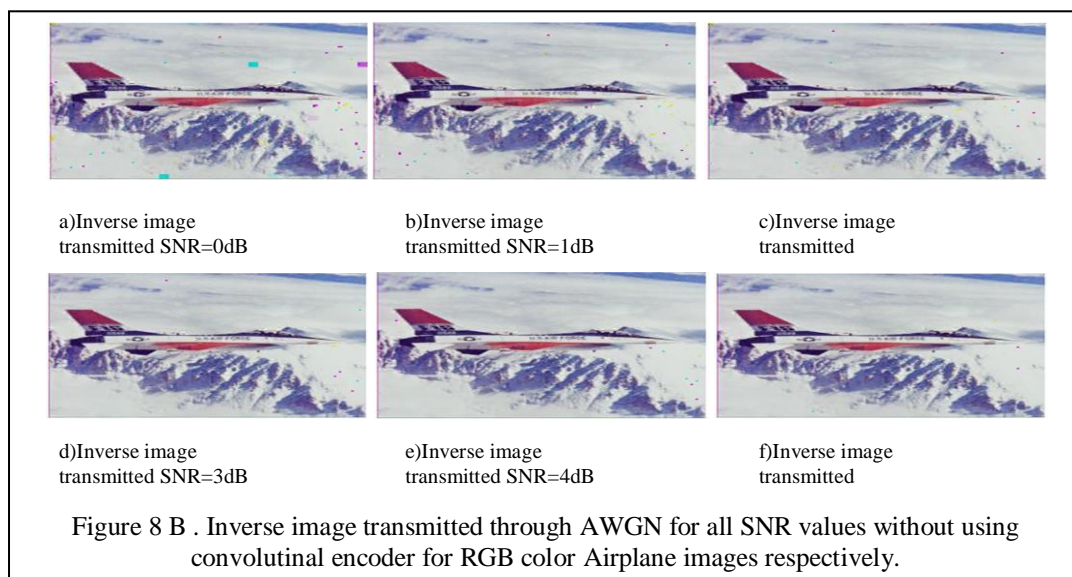 a)Inverse image
transmitted SNR=0dB
b)Inverse image
transmitted SNR=1dB
c)Inverse image
transmitted
d)Inverse image
transmitted SNR=3dB
e)Inverse image
transmitted SNR=4dB
f)Inverse image
transmitted
Figure 8 B . Inverse image transmitted through AWGN for all SNR values without using
convolutinal encoder for RGB color Airplane images respectively.